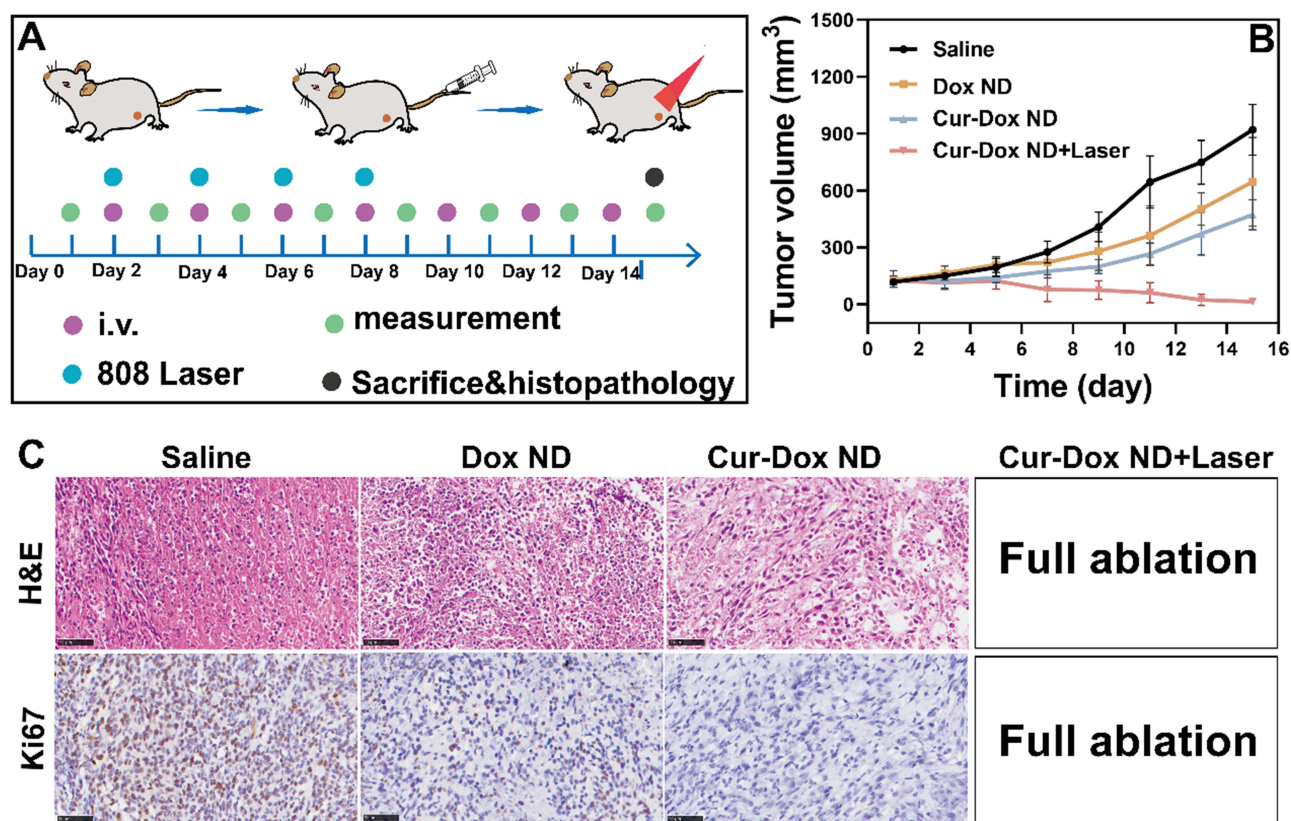 A
Day 0
Day 2
Day 4
Day 6
Day 8
Day 10
Day 12
Day 14
i.v.
measurement
808 Laser
Sacrifice&histopathology
B
Tumor volume (mm³)
1500
1200
900
600
300
0
Saline
Dox ND
Cur-Dox ND
Cur-Dox ND+Laser
0 2 4 6 8 10 12 14 16
Time (day)
C
Saline Dox ND Cur-Dox ND Cur-Dox ND+Laser
H&E
Full ablation
Ki67
Full ablation